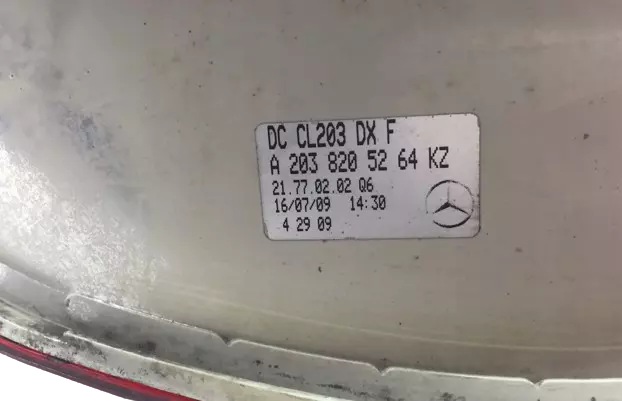 DC CL203 DX F
A 203 820 52 64 KZ
21.77.02.02 Q6
16/07/09 14:30
4 29 09